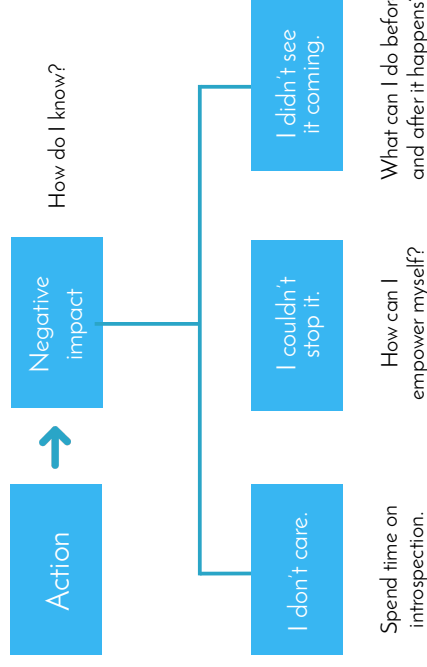 Action
Negative
impact
How do I know?
I don't care.
I couldn't
stop it.
I didn't see
it coming.
Spend time on
introspection.
How can I
empower myself?
What can I do befor
and after it happens